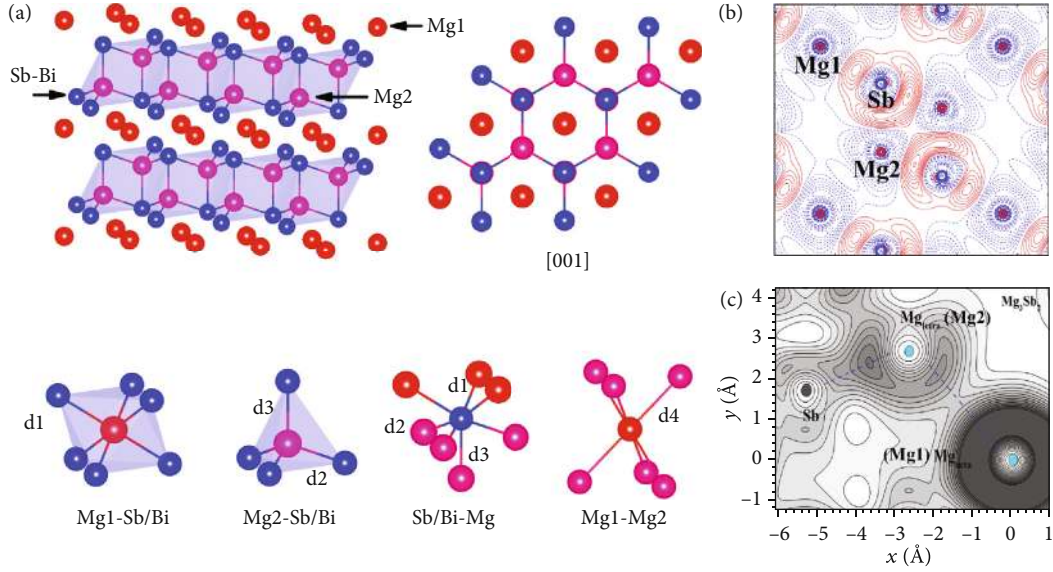 (a)
Mg1
Sb-Bi
Mg2
[001]
d1
d3
d2
d1
d2
d3
d4
Mg1-Sb/Bi
Mg2-Sb/Bi
Sb/Bi-Mg
Mg1-Mg2
(b)
Mg1
Sb
Mg2
(c)
Mg3Sb2
Mgtetra (Mg2)
Sb
(Mg1) Mgocta
4
3
2
1
0
−1
y (Å)
−6 −5 −4 −3 −2 −1 0 1
x (Å)